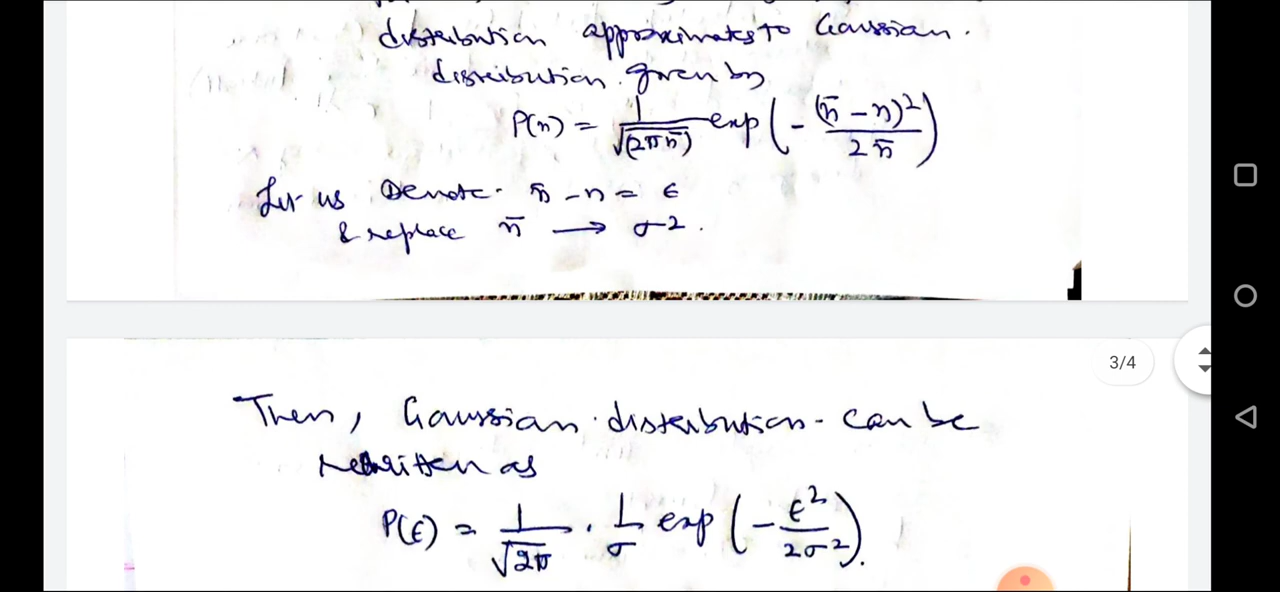 distribution approximates to Gaussian.
distribution given by
P(n) = 1/√(2πn̄) exp(-(n̄ - n)²/2n̄)
Let us Denote n̄ - n = ϵ
& replace n̄ → σ2.
3/4
Then, Gaussian distribution can be
rewritten as
P(ϵ) = 1/√2π · 1/σ exp(-ϵ²/2σ²).